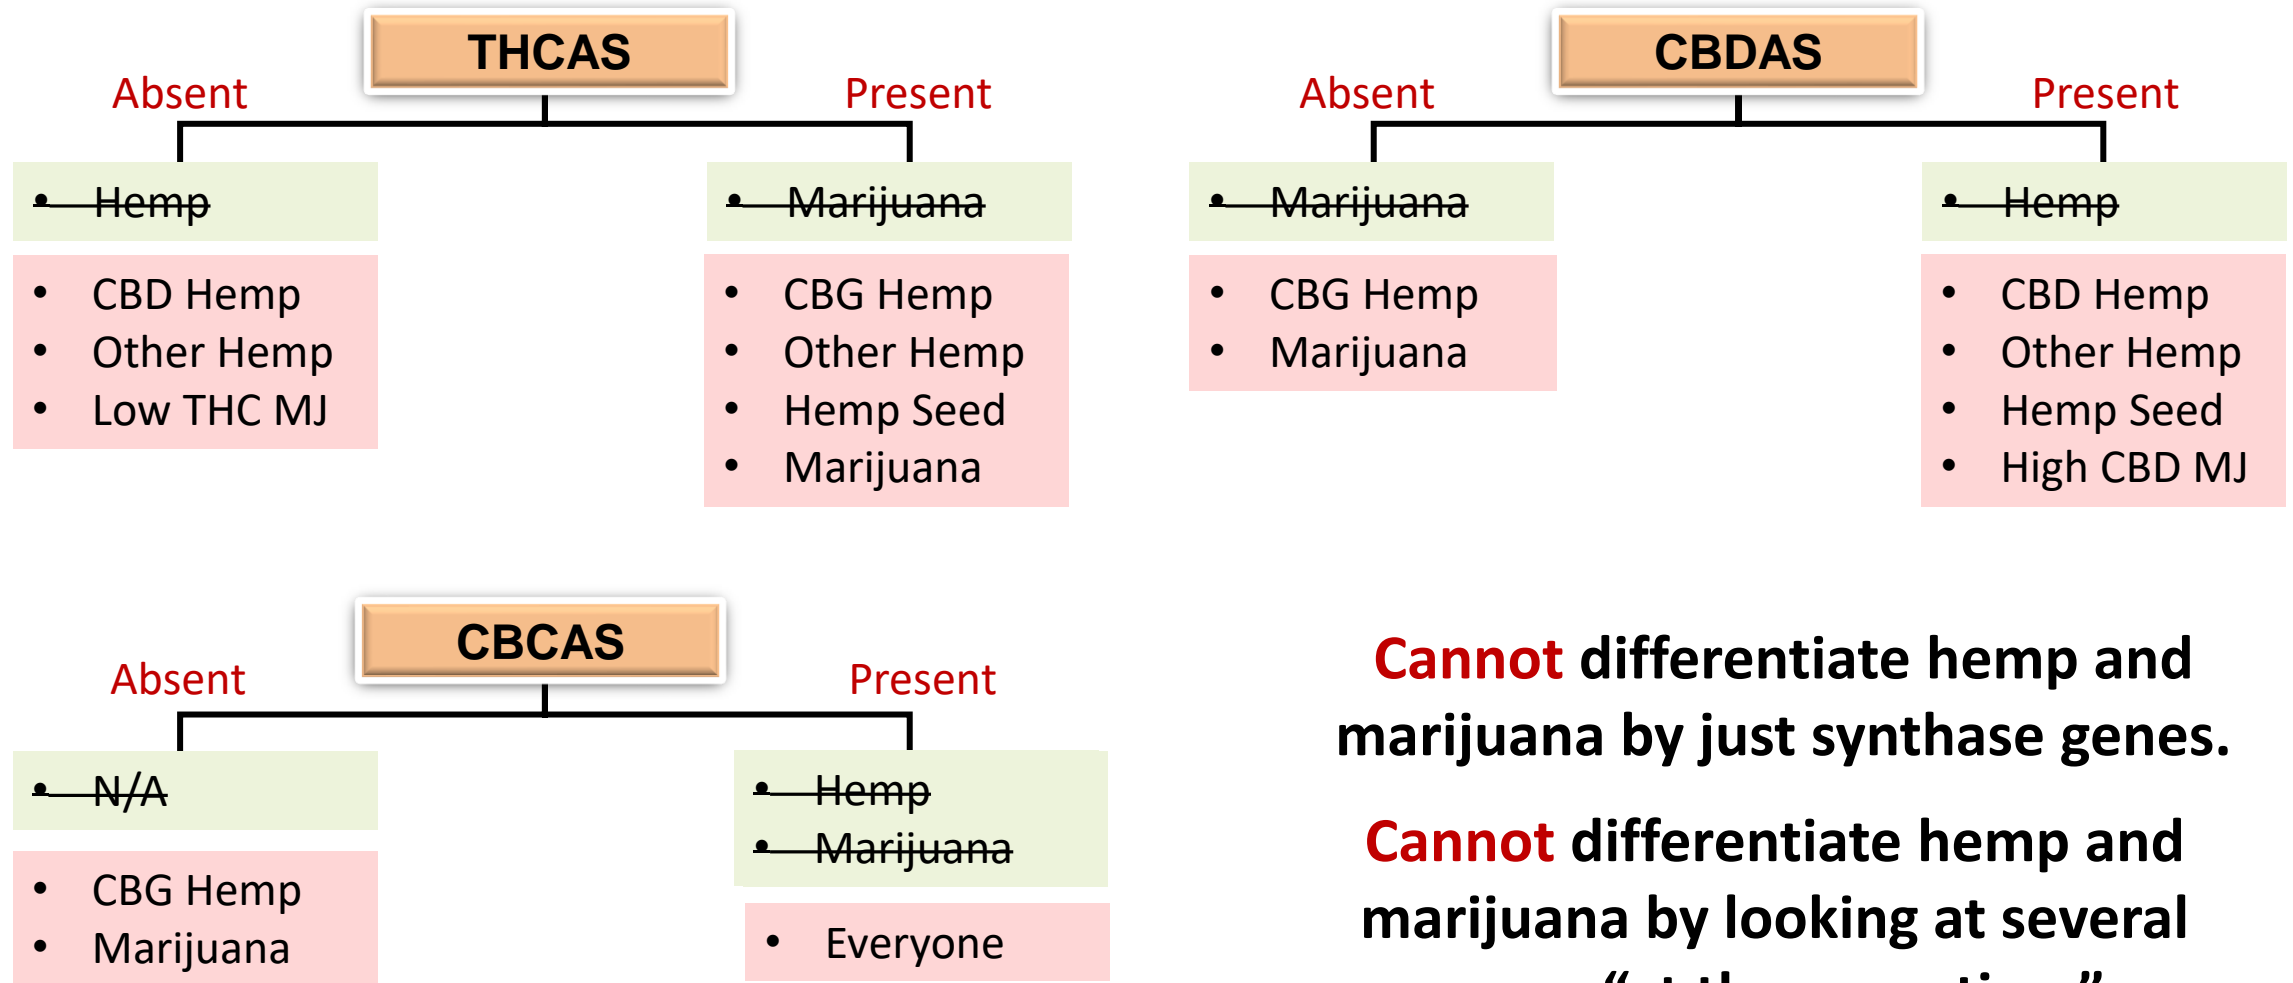 THCAS
Absent
Present
• Hemp
• CBD Hemp
• Other Hemp
• Low THC MJ
• Marijuana
• CBG Hemp
• Other Hemp
• Hemp Seed
• Marijuana
CBDAS
Absent
Present
• Marijuana
• CBG Hemp
• Marijuana
• Hemp
• CBD Hemp
• Other Hemp
• Hemp Seed
• High CBD MJ
CBCAS
Absent
Present
• N/A
• CBG Hemp
• Marijuana
• Hemp
• Marijuana
• Everyone
Cannot differentiate hemp and
marijuana by just synthase genes.
Cannot differentiate hemp and
marijuana by looking at several